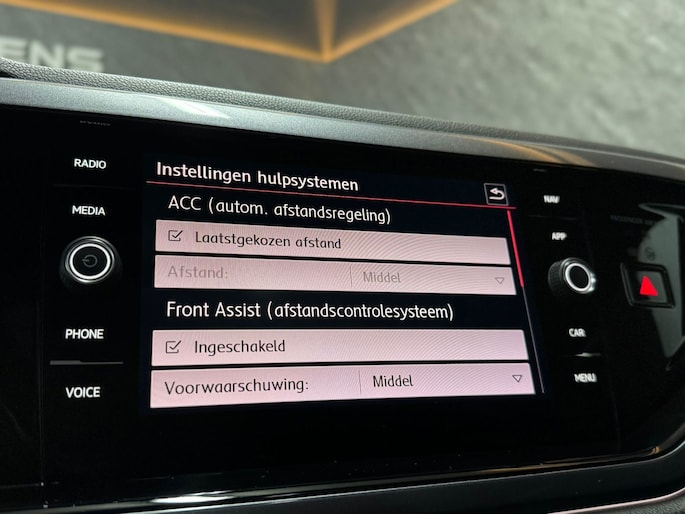 ENS
RADIO
MEDIA
PHONE
VOICE
Instellingen hulpsystemen
ACC (autom. afstandsregeling)
Laatstgekozen afstand
Afstand: Middel
Front Assist (afstandscontrolesysteem)
Ingeschakeld
Voorwaarschuwing: Middel
NAV
APP
CAR
MENU
PASSENGER